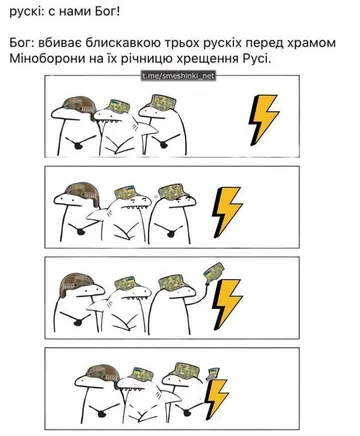 рускі: с нами Бог!
Бог: вбиває блискавкою трьох рускіх перед храмом
Міноборони на їх річницю хрещення Русі.
t.me/smeshinki_net